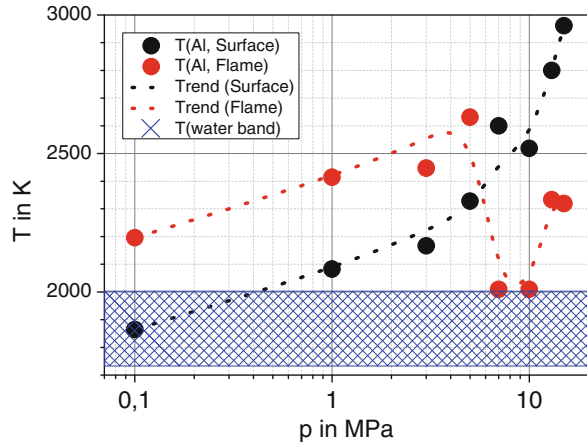 3000
T(Al, Surface)
T(Al, Flame)
Trend (Surface)
Trend (Flame)
T(water band)
2500
T in K
2000
0,1
1
10
p in MPa